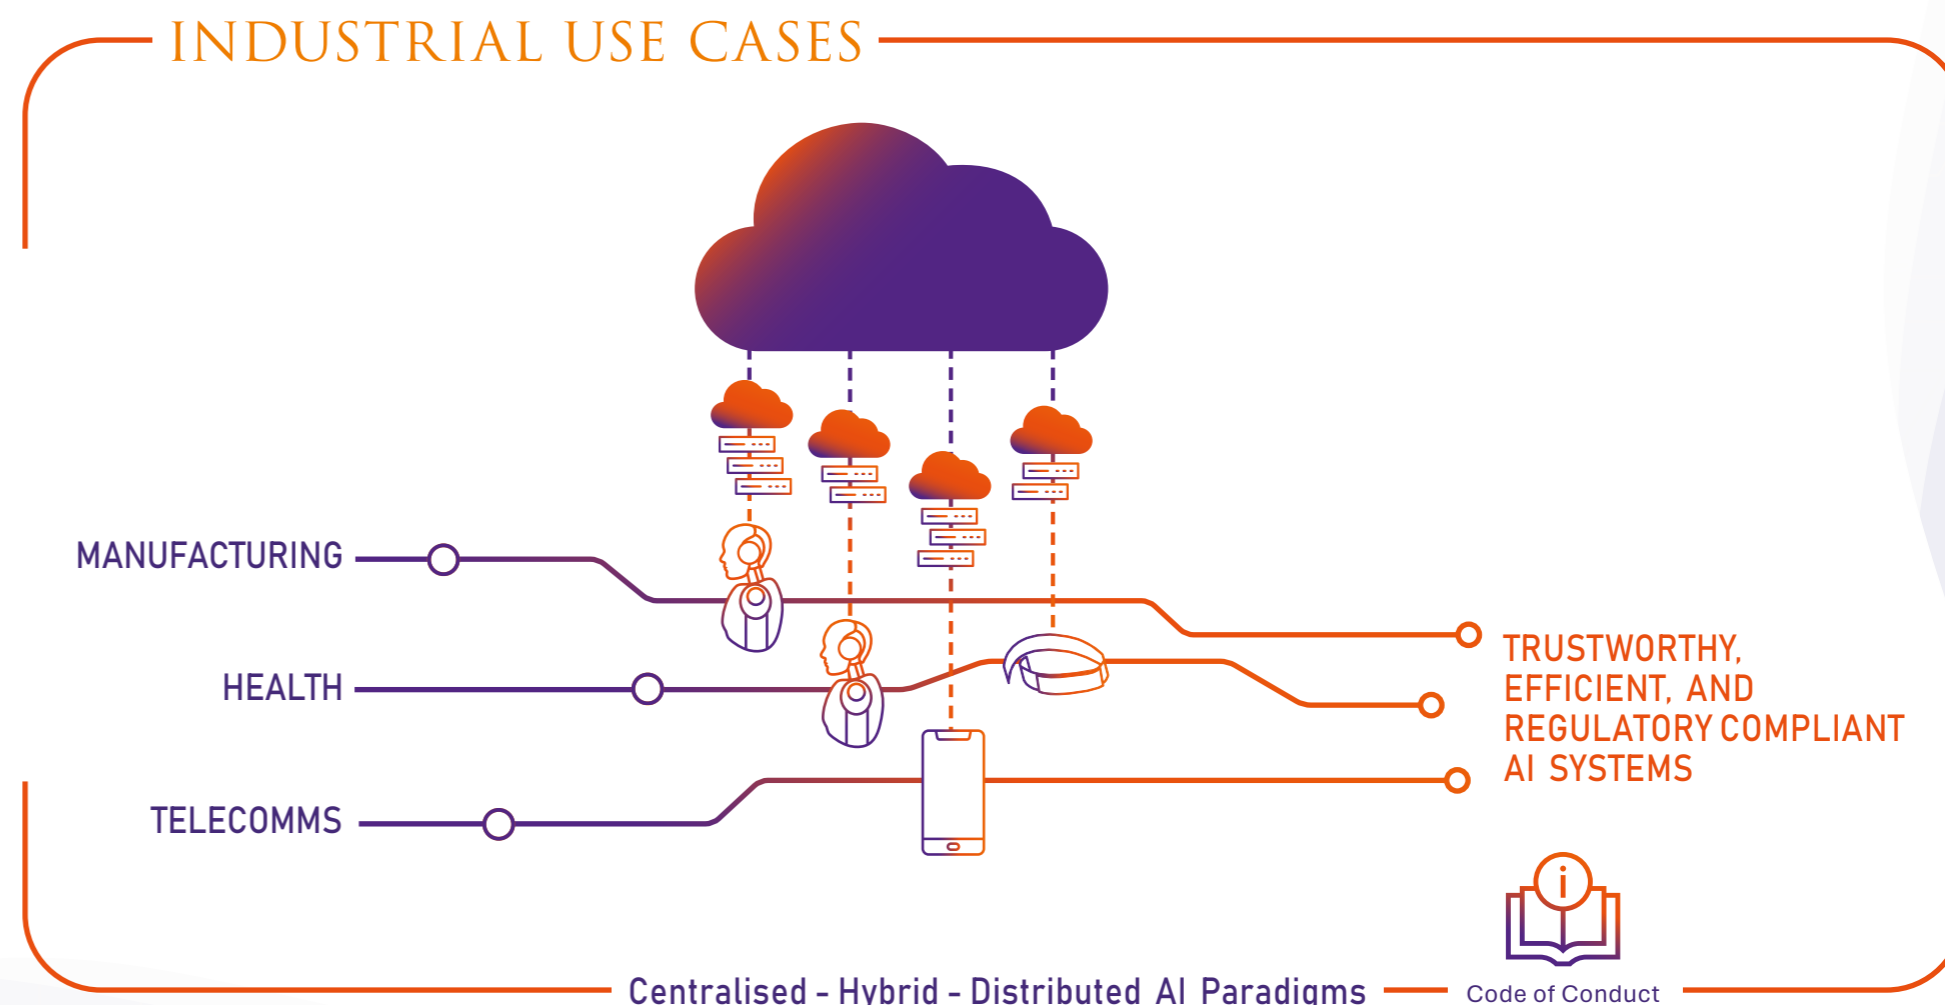 INDUSTRIAL USE CASES
MANUFACTURING
HEALTH
TELECOMMS
TRUSTWORTHY,
EFFICIENT, AND
REGULATORY COMPLIANT
AI SYSTEMS
i
Centralised - Hybrid - Distributed AI Paradigms
Code of Conduct